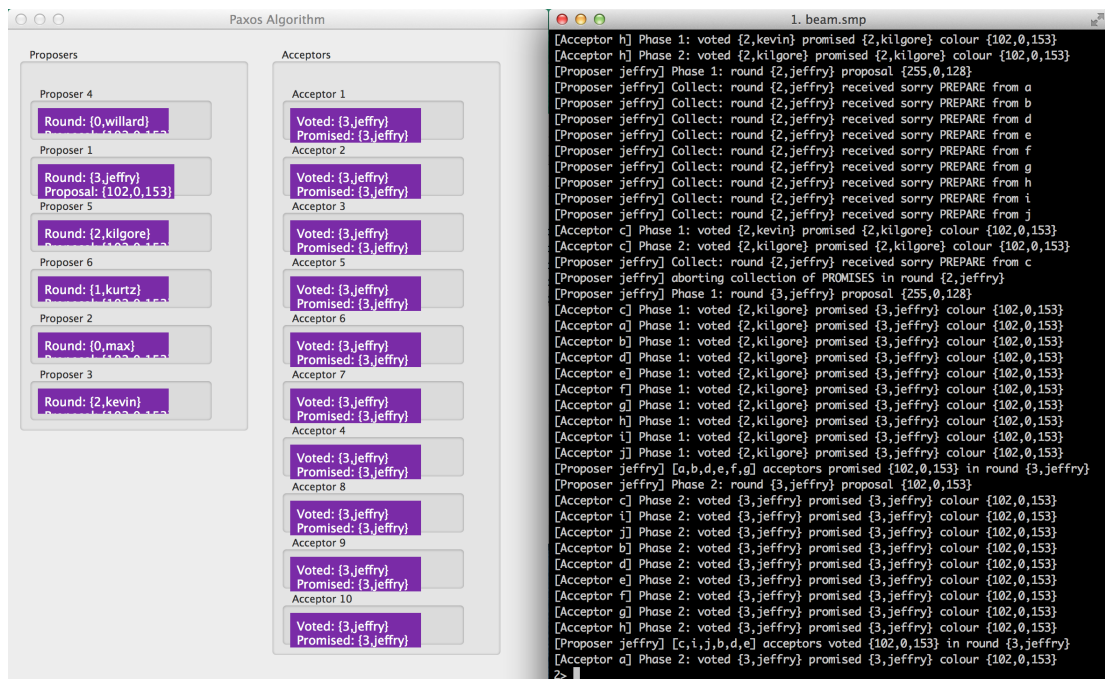 Paxos Algorithm
Proposers
Proposer 4
Round: {0,willard}
Proposal: {102,0,153}
Proposer 1
Round: {3,jeffry}
Proposal: {102,0,153}
Proposer 5
Round: {2,kilgore}
Proposal: {102,0,153}
Proposer 6
Round: {1,kurtz}
Proposal: {102,0,153}
Proposer 2
Round: {0,max}
Proposal: {102,0,153}
Proposer 3
Round: {2,kevin}
Proposal: {102,0,153}
Acceptors
Acceptor 1
Voted: {3,jeffry}
Promised: {3,jeffry}
Acceptor 2
Voted: {3,jeffry}
Promised: {3,jeffry}
Acceptor 3
Voted: {3,jeffry}
Promised: {3,jeffry}
Acceptor 5
Voted: {3,jeffry}
Promised: {3,jeffry}
Acceptor 6
Voted: {3,jeffry}
Promised: {3,jeffry}
Acceptor 7
Voted: {3,jeffry}
Promised: {3,jeffry}
Acceptor 4
Voted: {3,jeffry}
Promised: {3,jeffry}
Acceptor 8
Voted: {3,jeffry}
Promised: {3,jeffry}
Acceptor 9
Voted: {3,jeffry}
Promised: {3,jeffry}
Acceptor 10
Voted: {3,jeffry}
Promised: {3,jeffry}
1. beam.smp
[Acceptor h] Phase 1: voted {2,kevin} promised {2,kilgore} colour {102,0,153}
[Acceptor h] Phase 2: voted {2,kilgore} promised {2,kilgore} colour {102,0,153}
[Proposer jeffry] Phase 1: round {2,jeffry} proposal {255,0,128}
[Proposer jeffry] Collect: round {2,jeffry} received sorry PREPARE from a
[Proposer jeffry] Collect: round {2,jeffry} received sorry PREPARE from b
[Proposer jeffry] Collect: round {2,jeffry} received sorry PREPARE from d
[Proposer jeffry] Collect: round {2,jeffry} received sorry PREPARE from e
[Proposer jeffry] Collect: round {2,jeffry} received sorry PREPARE from f
[Proposer jeffry] Collect: round {2,jeffry} received sorry PREPARE from g
[Proposer jeffry] Collect: round {2,jeffry} received sorry PREPARE from h
[Proposer jeffry] Collect: round {2,jeffry} received sorry PREPARE from i
[Proposer jeffry] Collect: round {2,jeffry} received sorry PREPARE from j
[Acceptor c] Phase 1: voted {2,kevin} promised {2,kilgore} colour {102,0,153}
[Acceptor c] Phase 2: voted {2,kilgore} promised {2,kilgore} colour {102,0,153}
[Proposer jeffry] Collect: round {2,jeffry} received sorry PREPARE from c
[Proposer jeffry] aborting collection of PROMISES in round {2,jeffry}
[Proposer jeffry] Phase 1: round {3,jeffry} proposal {255,0,128}
[Acceptor c] Phase 1: voted {2,kilgore} promised {3,jeffry} colour {102,0,153}
[Acceptor a] Phase 1: voted {2,kilgore} promised {3,jeffry} colour {102,0,153}
[Acceptor b] Phase 1: voted {2,kilgore} promised {3,jeffry} colour {102,0,153}
[Acceptor d] Phase 1: voted {2,kilgore} promised {3,jeffry} colour {102,0,153}
[Acceptor e] Phase 1: voted {2,kilgore} promised {3,jeffry} colour {102,0,153}
[Acceptor f] Phase 1: voted {2,kilgore} promised {3,jeffry} colour {102,0,153}
[Acceptor g] Phase 1: voted {2,kilgore} promised {3,jeffry} colour {102,0,153}
[Acceptor h] Phase 1: voted {2,kilgore} promised {3,jeffry} colour {102,0,153}
[Acceptor i] Phase 1: voted {2,kilgore} promised {3,jeffry} colour {102,0,153}
[Acceptor j] Phase 1: voted {2,kilgore} promised {3,jeffry} colour {102,0,153}
[Proposer jeffry] [a,b,d,e,f,g] acceptors promised {102,0,153} in round {3,jeffry}
[Proposer jeffry] Phase 2: round {3,jeffry} proposal {102,0,153}
[Acceptor c] Phase 2: voted {3,jeffry} promised {3,jeffry} colour {102,0,153}
[Acceptor i] Phase 2: voted {3,jeffry} promised {3,jeffry} colour {102,0,153}
[Acceptor j] Phase 2: voted {3,jeffry} promised {3,jeffry} colour {102,0,153}
[Acceptor b] Phase 2: voted {3,jeffry} promised {3,jeffry} colour {102,0,153}
[Acceptor d] Phase 2: voted {3,jeffry} promised {3,jeffry} colour {102,0,153}
[Acceptor e] Phase 2: voted {3,jeffry} promised {3,jeffry} colour {102,0,153}
[Acceptor f] Phase 2: voted {3,jeffry} promised {3,jeffry} colour {102,0,153}
[Acceptor g] Phase 2: voted {3,jeffry} promised {3,jeffry} colour {102,0,153}
[Acceptor h] Phase 2: voted {3,jeffry} promised {3,jeffry} colour {102,0,153}
[Proposer jeffry] [c,i,j,b,d,e] acceptors voted {102,0,153} in round {3,jeffry}
[Acceptor a] Phase 2: voted {3,jeffry} promised {3,jeffry} colour {102,0,153}
2>